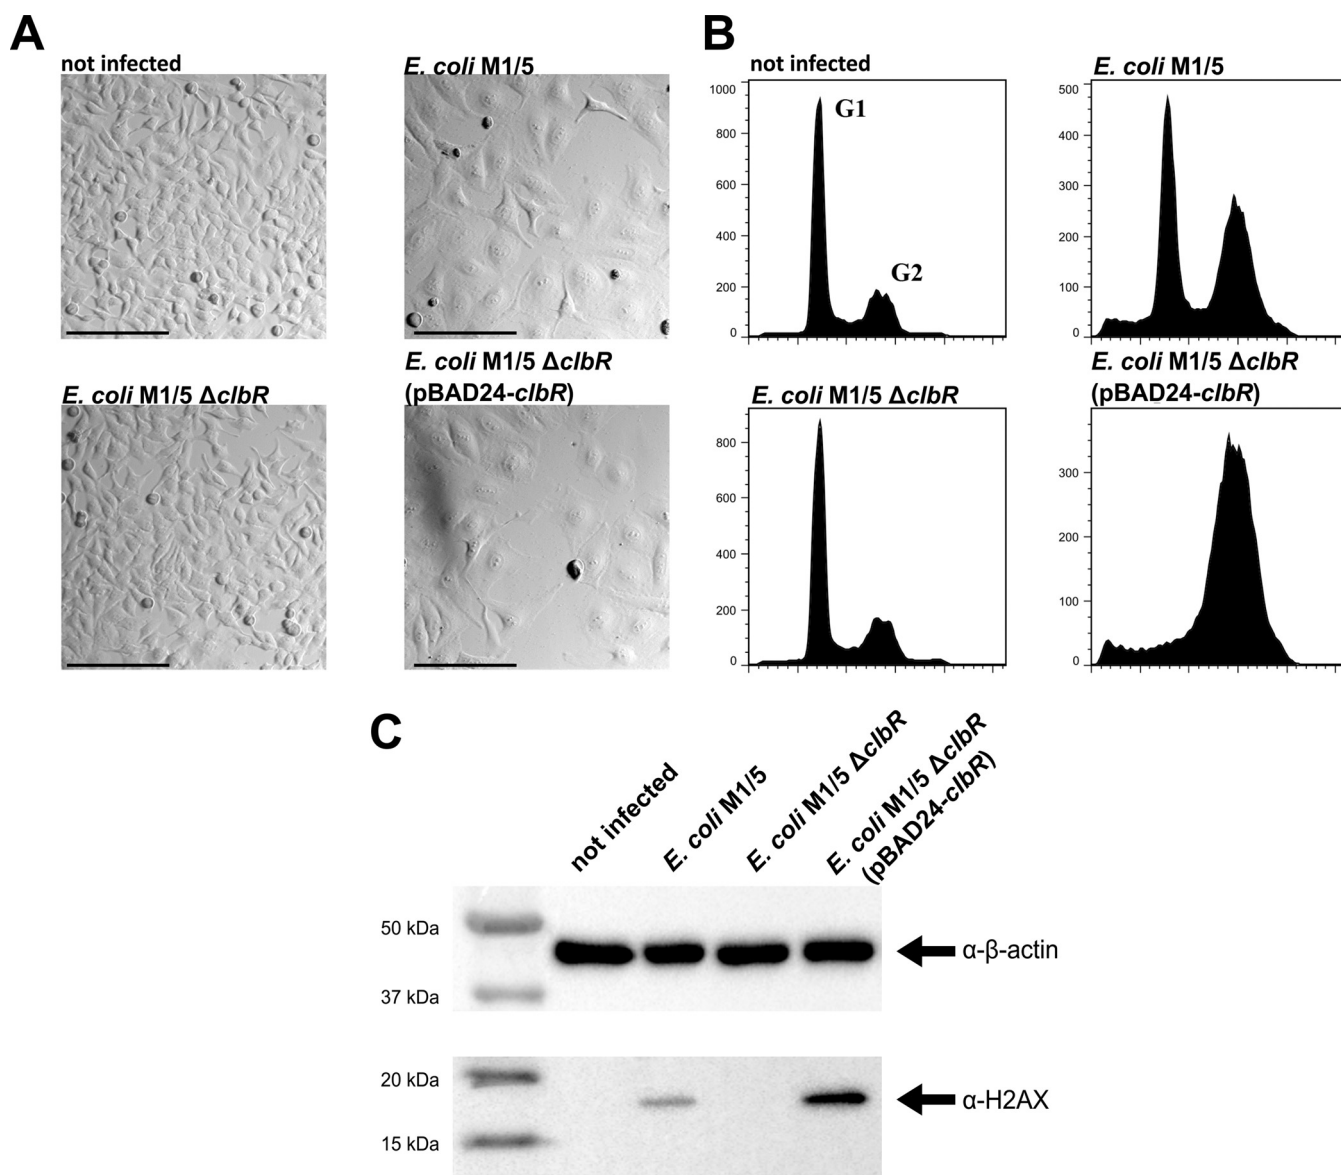 A
B
not infected
E. coli M1/5
not infected
E. coli M1/5
1000
800
600
400
200
0
G1
G2
500
400
300
200
100
0
E. coli M1/5 ΔclbR
E. coli M1/5 ΔclbR
(pBAD24-clbR)
E. coli M1/5 ΔclbR
E. coli M1/5 ΔclbR
(pBAD24-clbR)
800
600
400
200
0
300
200
100
0
C
not infected
E. coli M1/5
E. coli M1/5 ΔclbR
E. coli M1/5 ΔclbR
(pBAD24-clbR)
50 kDa
37 kDa
α-β-actin
20 kDa
15 kDa
α-H2AX